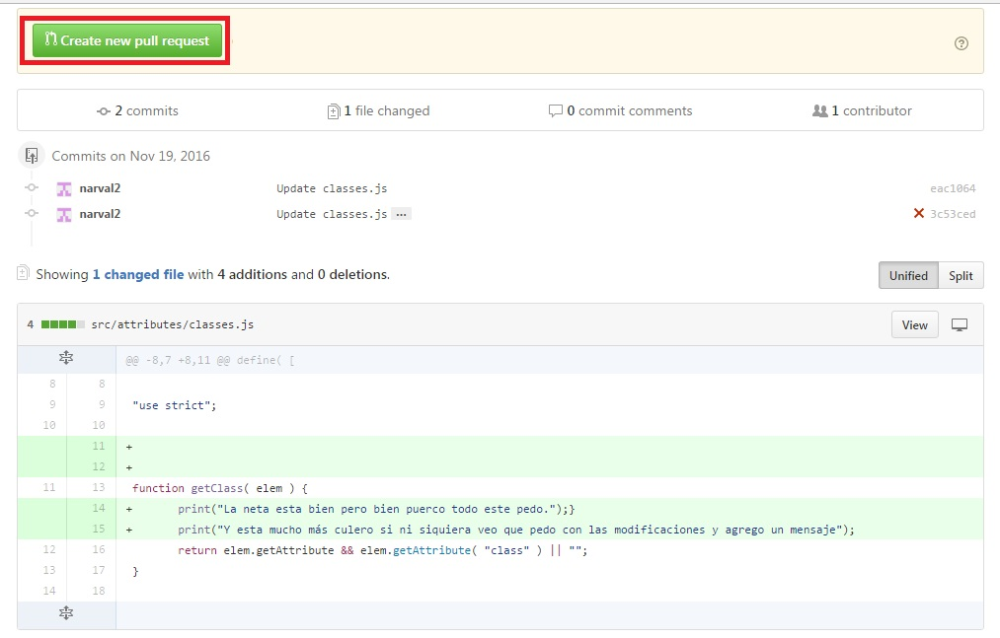 Create new pull request
2 commits 1 file changed 0 commit comments 1 contributor
Commits on Nov 19, 2016
narval2 Update classes.js eac1064
narval2 Update classes.js … 3c53ced
Showing 1 changed file with 4 additions and 0 deletions. Unified Split
4 src/attributes/classes.js View
@@ -8,7 +8,11 @@ define( [
8 8
9 9 "use strict";
10 10
11 +
12 +
11 13 function getClass( elem ) {
14 + print("La neta esta bien pero bien puerco todo este pedo.");}
15 + print("Y esta mucho más culero si ni siquiera veo que pedo con las modificaciones y agrego un mensaje");
12 16 return elem.getAttribute && elem.getAttribute( "class" ) || "";
13 17 }
14 18